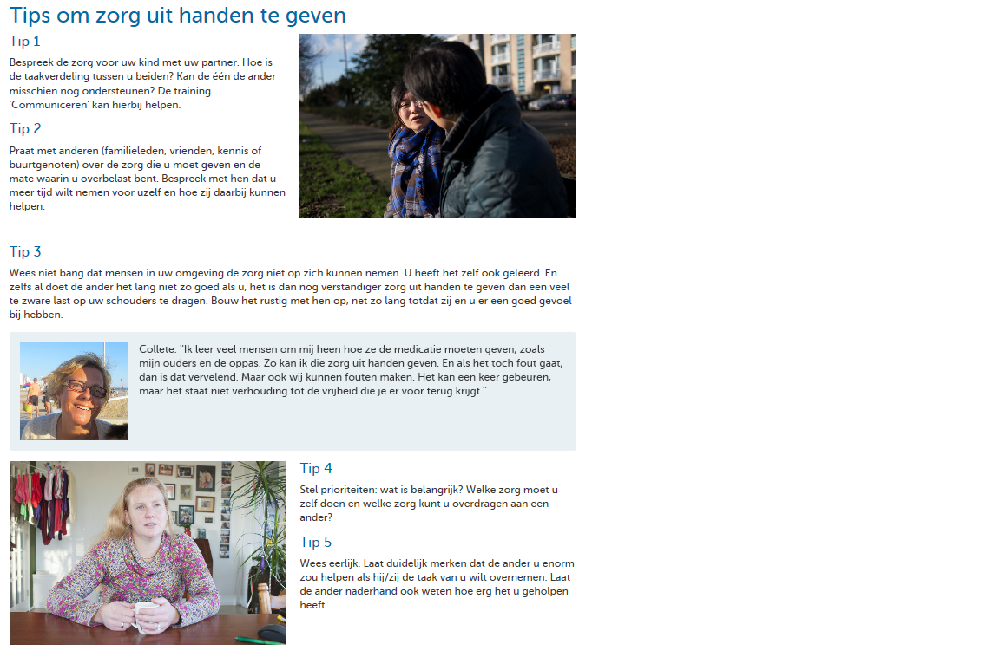 Tips om zorg uit handen te geven
Tip 1
Bespreek de zorg voor uw kind met uw partner. Hoe is
de taakverdeling tussen u beiden? Kan de één de ander
misschien nog ondersteunen? De training
'Communiceren' kan hierbij helpen.
Tip 2
Praat met anderen (familieleden, vrienden, kennis of
buurtgenoten) over de zorg die u moet geven en de
mate waarin u overbelast bent. Bespreek met hen dat u
meer tijd wilt nemen voor uzelf en hoe zij daarbij kunnen
helpen.
Tip 3
Wees niet bang dat mensen in uw omgeving de zorg niet op zich kunnen nemen. U heeft het zelf ook geleerd. En
zelfs al doet de ander het lang niet zo goed als u, het is dan nog verstandiger zorg uit handen te geven dan een veel
te zware last op uw schouders te dragen. Bouw het rustig met hen op, net zo lang totdat zij en u er een goed gevoel
bij hebben.
Collete: "Ik leer veel mensen om mij heen hoe ze de medicatie moeten geven, zoals
mijn ouders en de oppas. Zo kan ik die zorg uit handen geven. En als het toch fout gaat,
dan is dat vervelend. Maar ook wij kunnen fouten maken. Het kan een keer gebeuren,
maar het staat niet verhouding tot de vrijheid die je er voor terug krijgt."
Tip 4
Stel prioriteiten: wat is belangrijk? Welke zorg moet u
zelf doen en welke zorg kunt u overdragen aan een
ander?
Tip 5
Wees eerlijk. Laat duidelijk merken dat de ander u enorm
zou helpen als hij/zij de taak van u wilt overnemen. Laat
de ander naderhand ook weten hoe erg het u geholpen
heeft.